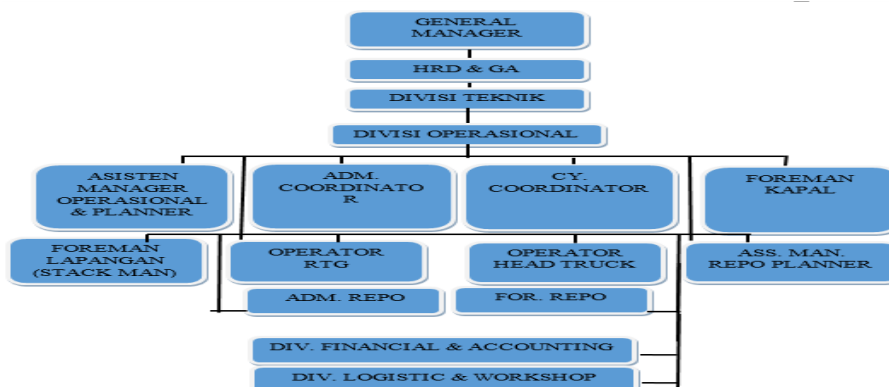 GENERAL
MANAGER
HRD & GA
DIVISI TEKNIK
DIVISI OPERASIONAL
ASISTEN
MANAGER
OPERASIONAL
& PLANNER
ADM.
COORDINATO
R
CY.
COORDINATOR
FOREMAN
KAPAL
FOREMAN
LAPANGAN
(STACK MAN)
OPERATOR
RTG
OPERATOR
HEAD TRUCK
ASS. MAN.
REPO PLANNER
ADM. REPO
FOR. REPO
DIV. FINANCIAL & ACCOUNTING
DIV. LOGISTIC & WORKSHOP